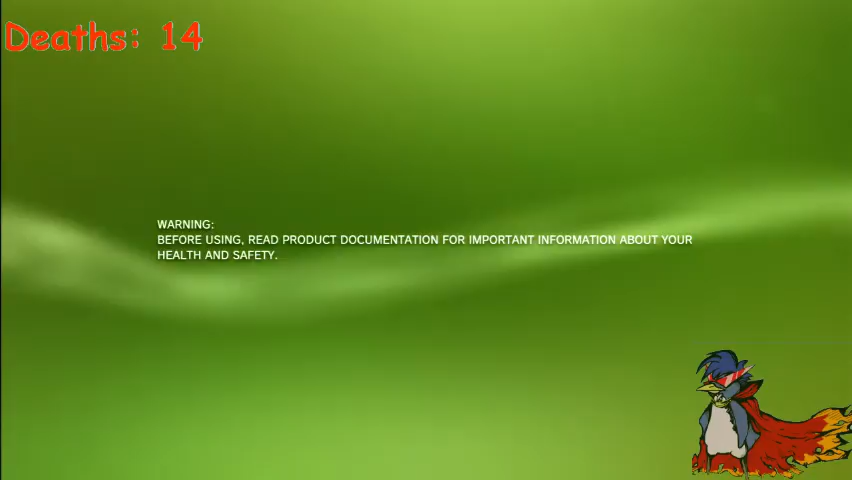 Deaths: 14
WARNING:
BEFORE USING, READ PRODUCT DOCUMENTATION FOR IMPORTANT INFORMATION ABOUT YOUR
HEALTH AND SAFETY.